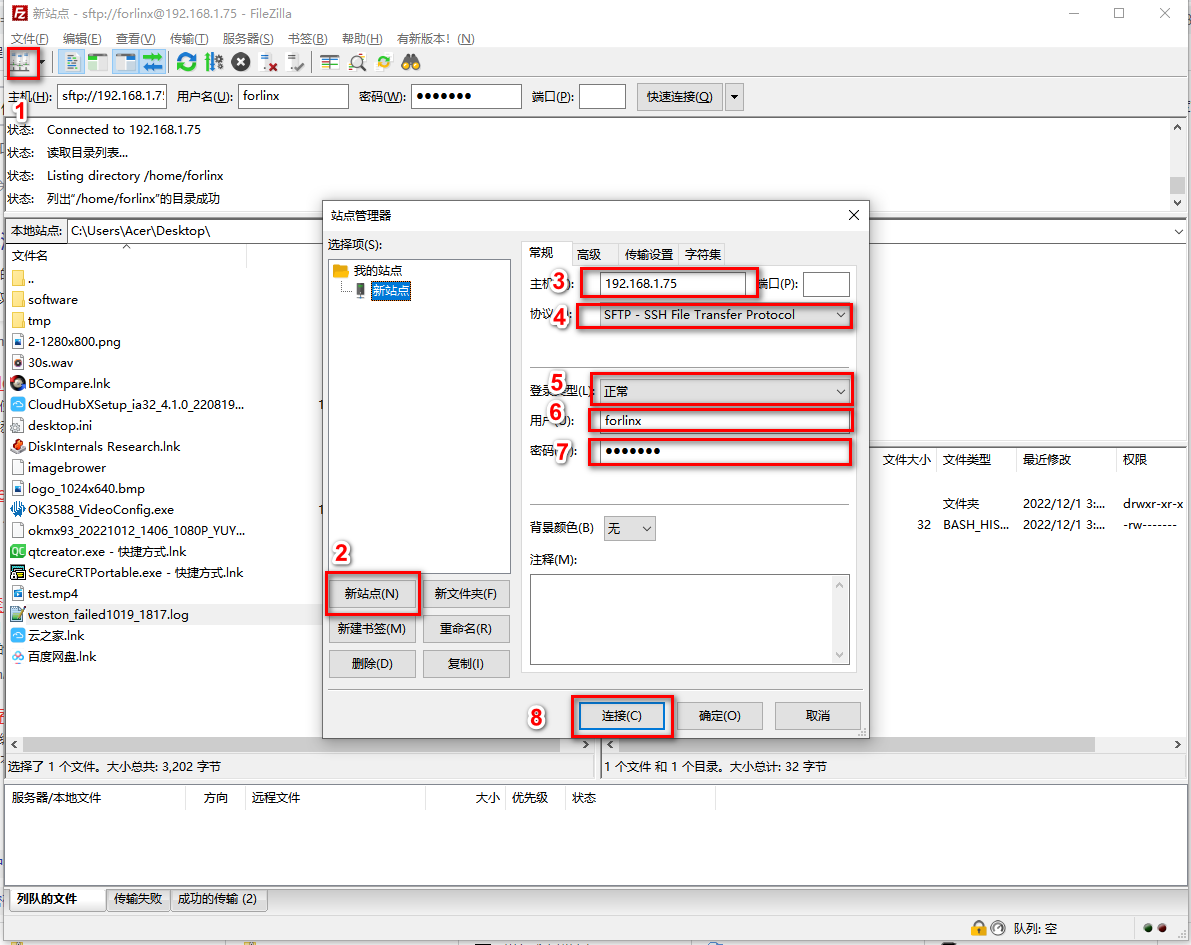 新站点 - sftp://forlinx@192.168.1.75 - FileZilla
文件(F) 编辑(E) 查看(V) 传输(T) 服务器(S) 书签(B) 帮助(H) 有新版本! (N)
主机(H): sftp://192.168.1.75 用户名(U): forlinx 密码(W): ●●●●●●● 端口(P): 快速连接(Q)
1
状态: Connected to 192.168.1.75
状态: 读取目录列表...
状态: Listing directory /home/forlinx
状态: 列出“/home/forlinx”的目录成功
本地站点: C:\Users\Acer\Desktop\
文件名
..
software
tmp
2-1280x800.png
30s.wav
BCompare.lnk
CloudHubXSetup_ia32_4.1.0_220819... 1
desktop.ini
DiskInternals Research.lnk
imagebrower
logo_1024x640.bmp
OK3588_VideoConfig.exe 1
okmx93_20221012_1406_1080P_YUY...
qtcreator.exe - 快捷方式.lnk
SecureCRTPortable.exe - 快捷方式.lnk
test.mp4
weston_failed1019_1817.log
云之家.lnk
百度网盘.lnk
站点管理器
选择项(S):
我的站点
新站点
2
新站点(N) 新文件夹(F)
新建书签(M) 重命名(R)
删除(D) 复制(I)
常规 高级 传输设置 字符集
主机 3 : 192.168.1.75 端口(P):
协议 4 : SFTP - SSH File Transfer Protocol
登录类型(L): 5 正常
6
用户(U): forlinx
密码 7 : ●●●●●●●
背景颜色(B) 无
注释(M):
8 连接(C) 确定(O) 取消
文件大小 文件类型 最近修改 权限
文件夹 2022/12/1 3:... drwxr-xr-x
32 BASH_HIS... 2022/12/1 3:... -rw-------
选择了 1 个文件。大小总共: 3,202 字节
1 个文件 和 1 个目录。大小总计: 32 字节
服务器/本地文件 方向 远程文件 大小 优先级 状态
列队的文件 传输失败 成功的传输 (2)
队列: 空